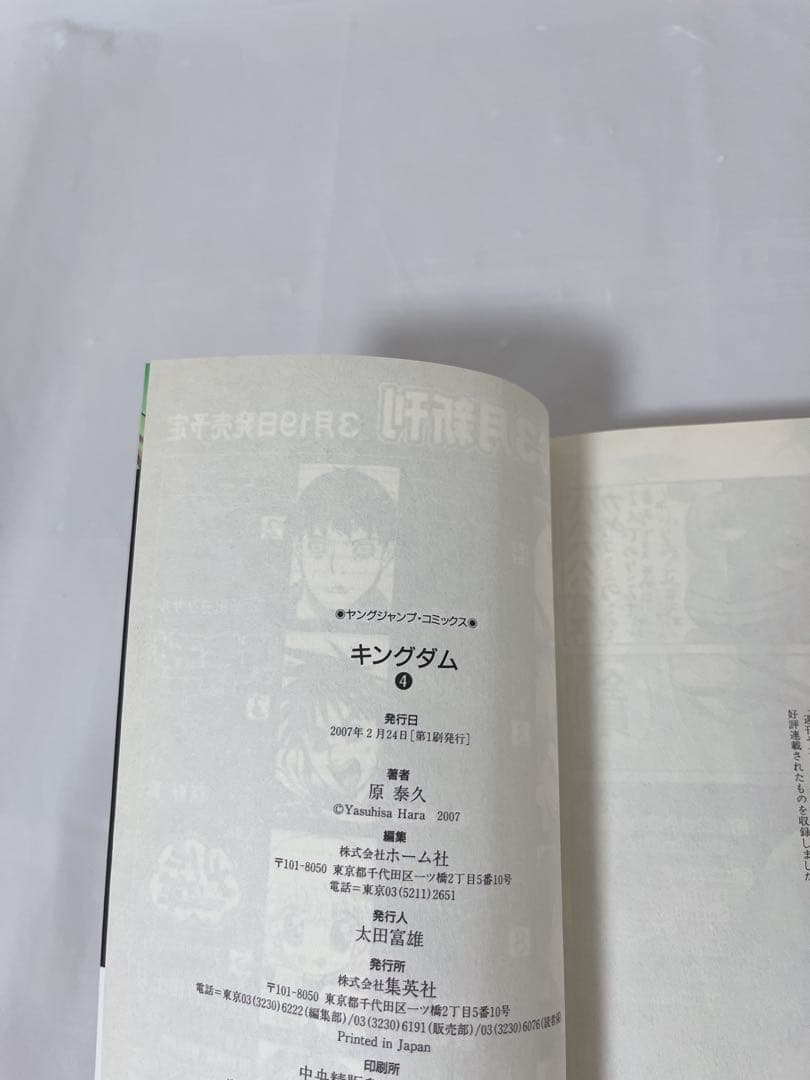 ◉ヤングジャンプ・コミックス◉
キングダム
❹
発行日
2007年2月24日[第1刷発行]
著者
原 泰久
©Yasuhisa Hara 2007
編集
株式会社ホーム社
〒101-8050 東京都千代田区一ツ橋2丁目5番10号
電話=東京03(5211)2651
発行人
太田富雄
発行所
株式会社集英社
〒101-8050 東京都千代田区一ツ橋2丁目5番10号
電話=東京03(3230)6222(編集部)/03(3230)6191(販売部)/03(3230)6076(読者係
Printed in Japan
印刷所
好評連載されたものを収録しました
3月新刊 3月19日発売予定